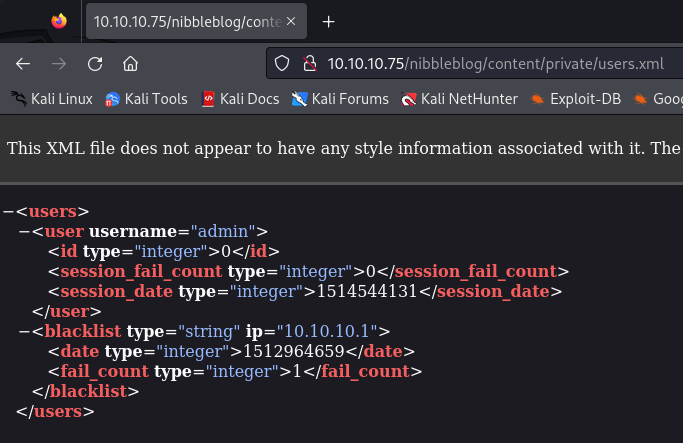 10.10.10.75/nibbleblog/conte
10.10.10.75/nibbleblog/content/private/users.xml
Kali Linux Kali Tools Kali Docs Kali Forums Kali NetHunter Exploit-DB Goog
This XML file does not appear to have any style information associated with it. The
−<users>
−<user username="admin">
<id type="integer">0</id>
<session_fail_count type="integer">0</session_fail_count>
<session_date type="integer">1514544131</session_date>
</user>
−<blacklist type="string" ip="10.10.10.1">
<date type="integer">1512964659</date>
<fail_count type="integer">1</fail_count>
</blacklist>
</users>